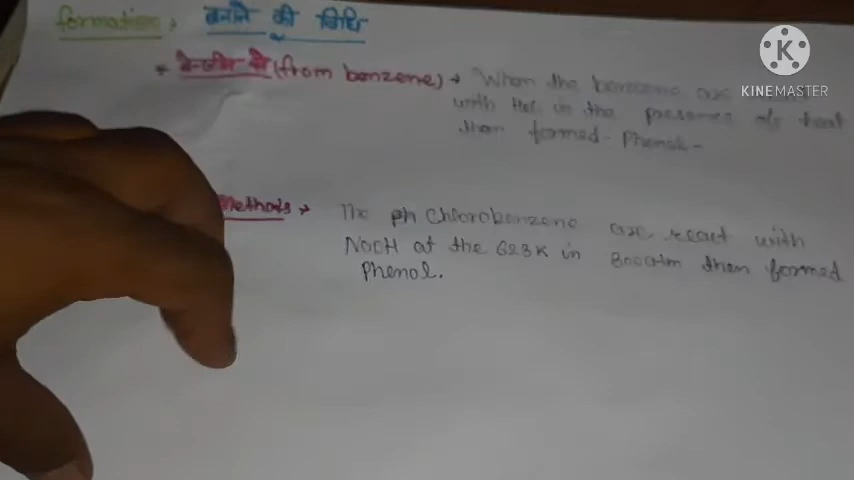 formation: बनाने की विधि
* बेन्जीन से (from benzene) → When the benzene are
with Hcl in the presence of heat
then formed - Phenol -
Methods → The ph Chlorobenzene are react with
NaoH at the 623K in 300atm then formed
Phenol.
KINEMASTER